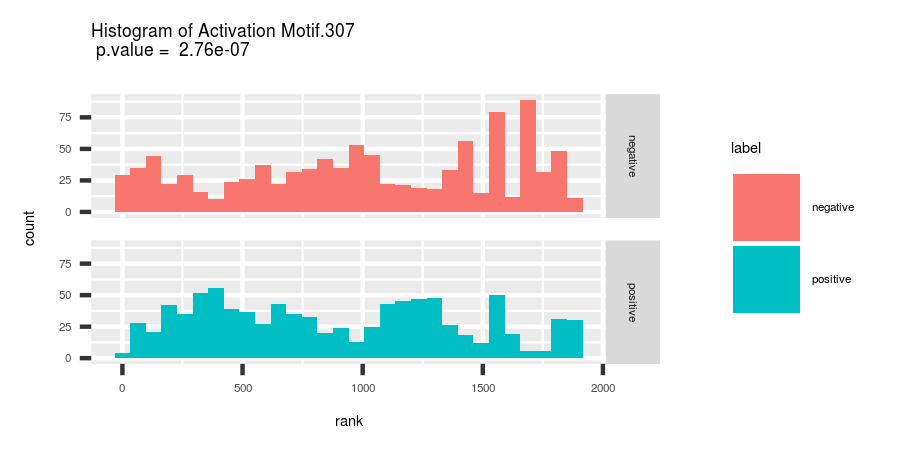 Histogram of Activation Motif.307
p.value = 2.76e-07
count
75
50
25
0
negative
75
50
25
0
positive
0
500
1000
1500
2000
rank
label
negative
positive